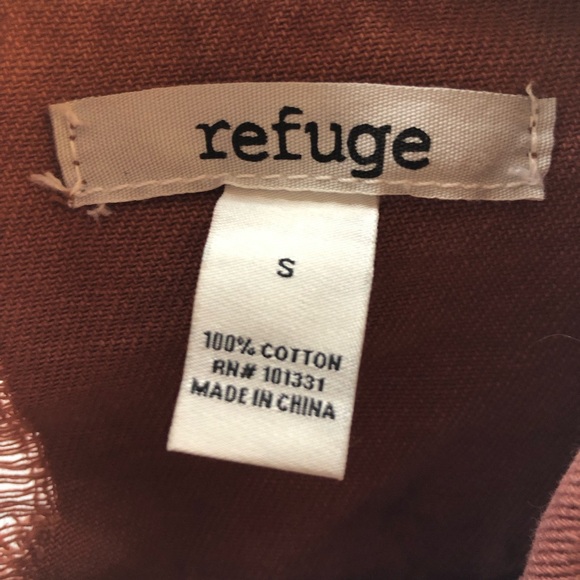 refuge
S
100% COTTON
RN# 101331
MADE IN CHINA